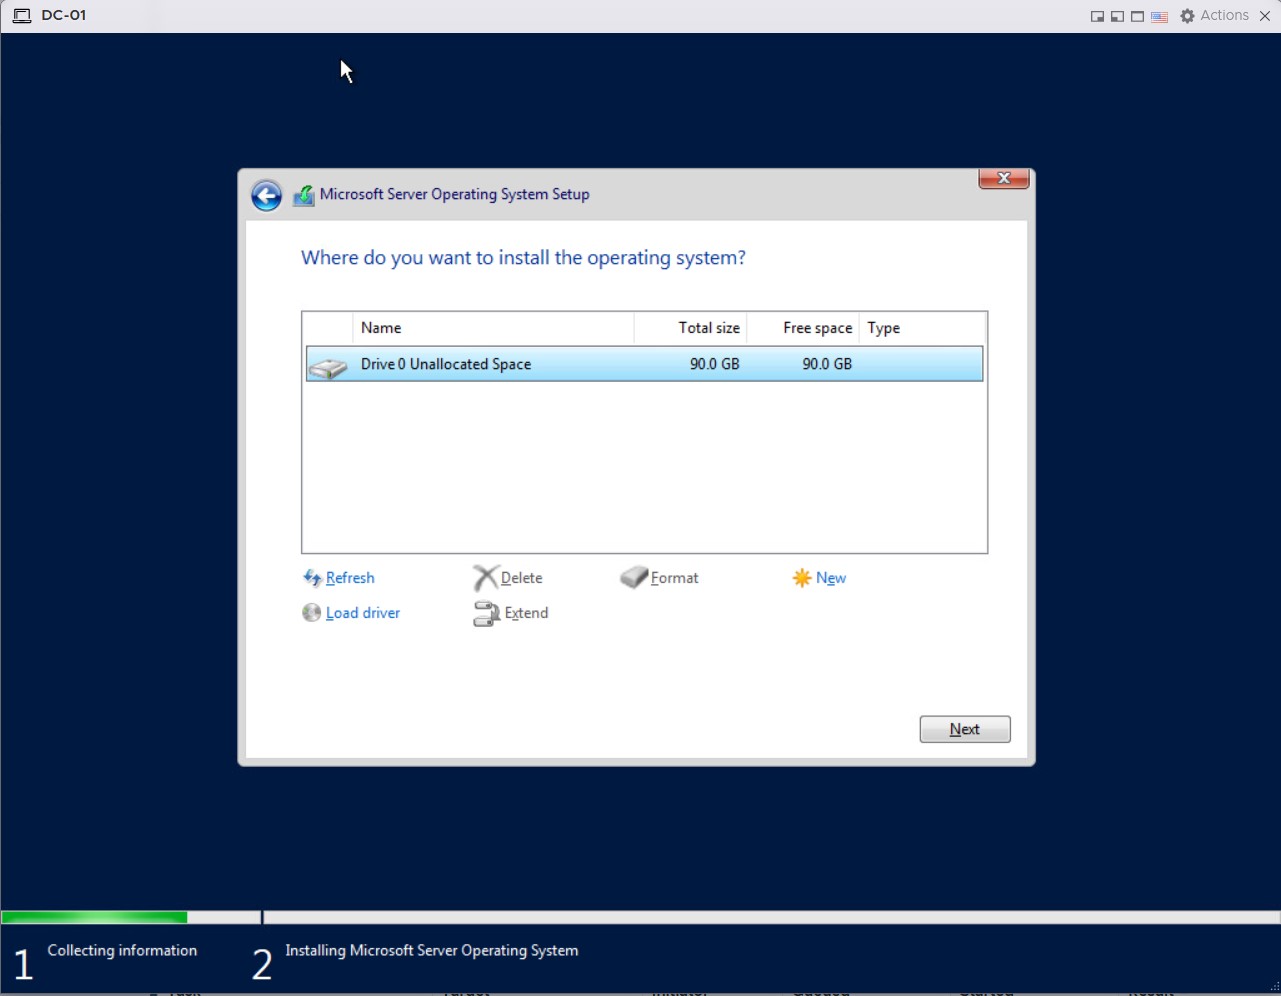 DC-01
Actions
Microsoft Server Operating System Setup
Where do you want to install the operating system?
Name Total size Free space Type
Drive 0 Unallocated Space 90.0 GB 90.0 GB
Refresh Delete Format New
Load driver Extend
Next
1 Collecting information 2 Installing Microsoft Server Operating System